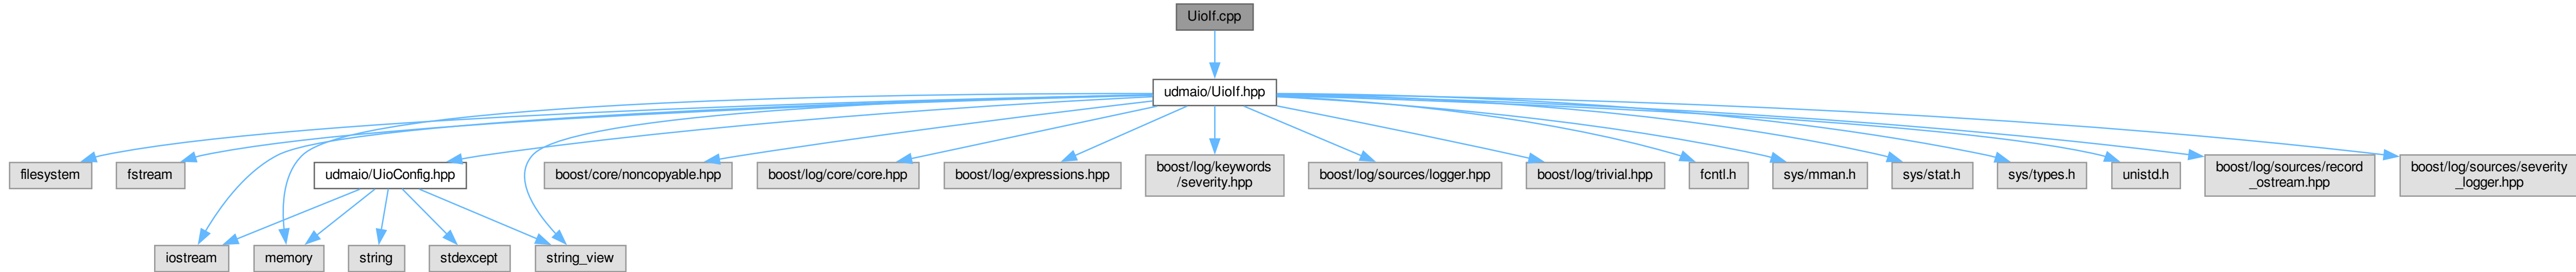 UioIf.cpp
udmaio/UioIf.hpp
filesystem
fstream
udmaio/UioConfig.hpp
boost/core/noncopyable.hpp
boost/log/core/core.hpp
boost/log/expressions.hpp
boost/log/keywords
/severity.hpp
boost/log/sources/logger.hpp
boost/log/trivial.hpp
fcntl.h
sys/mman.h
sys/stat.h
sys/types.h
unistd.h
boost/log/sources/record
_ostream.hpp
boost/log/sources/severity
_logger.hpp
iostream
memory
string
stdexcept
string_view